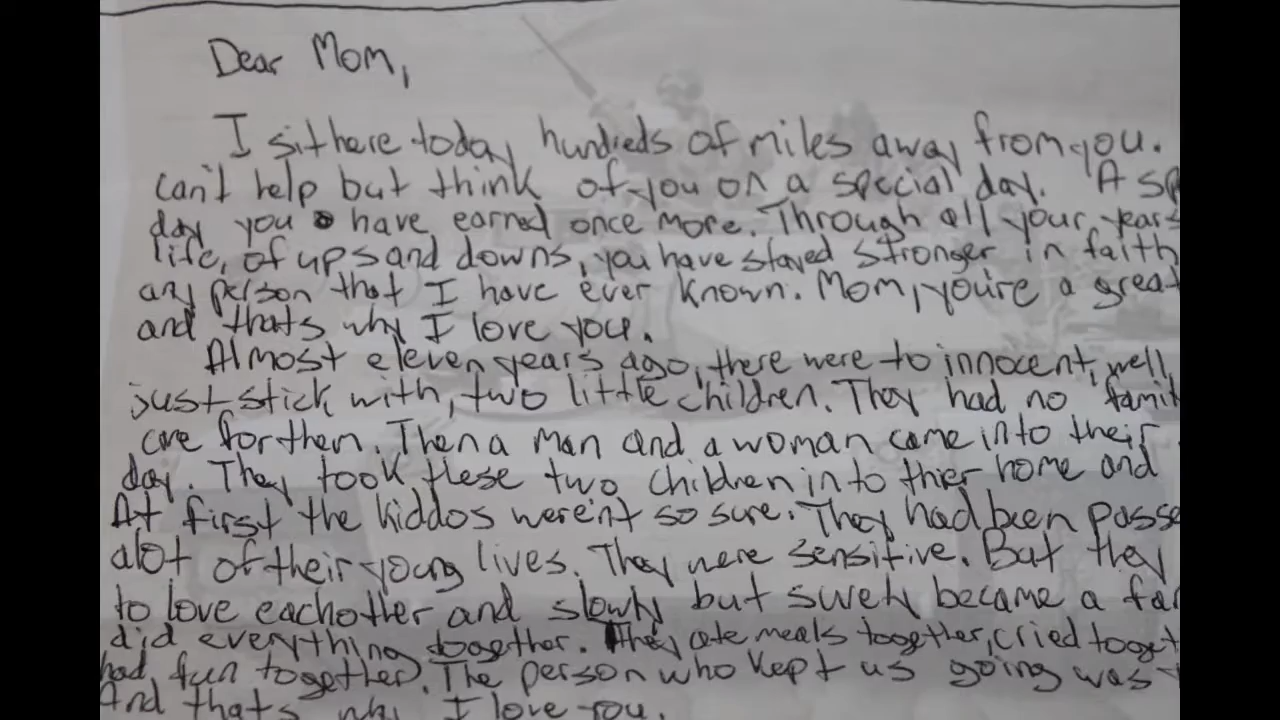 Dear Mom,
I sit here today hundreds of miles away from you.
can't help but think of you on a special day. A sp
day you have earned once more. Through all your years
life, of ups and downs, you have stayed stronger in faith
any person that I have ever known. Mom, you're a great
and thats why I love you.
Almost eleven years ago, there were to innocent, well
just stick with, two little children. They had no famil
care for them. Then a man and a woman came into their
day. They took these two children into thier home and
At first the kiddos weren't so sure. They had been passe
alot of their young lives. They were sensitive. But they
to love eachother and slowly but surely became a fam
did everything together. They ate meals together, cried toget
had fun together. The person who kept us going was
And thats why I love you.